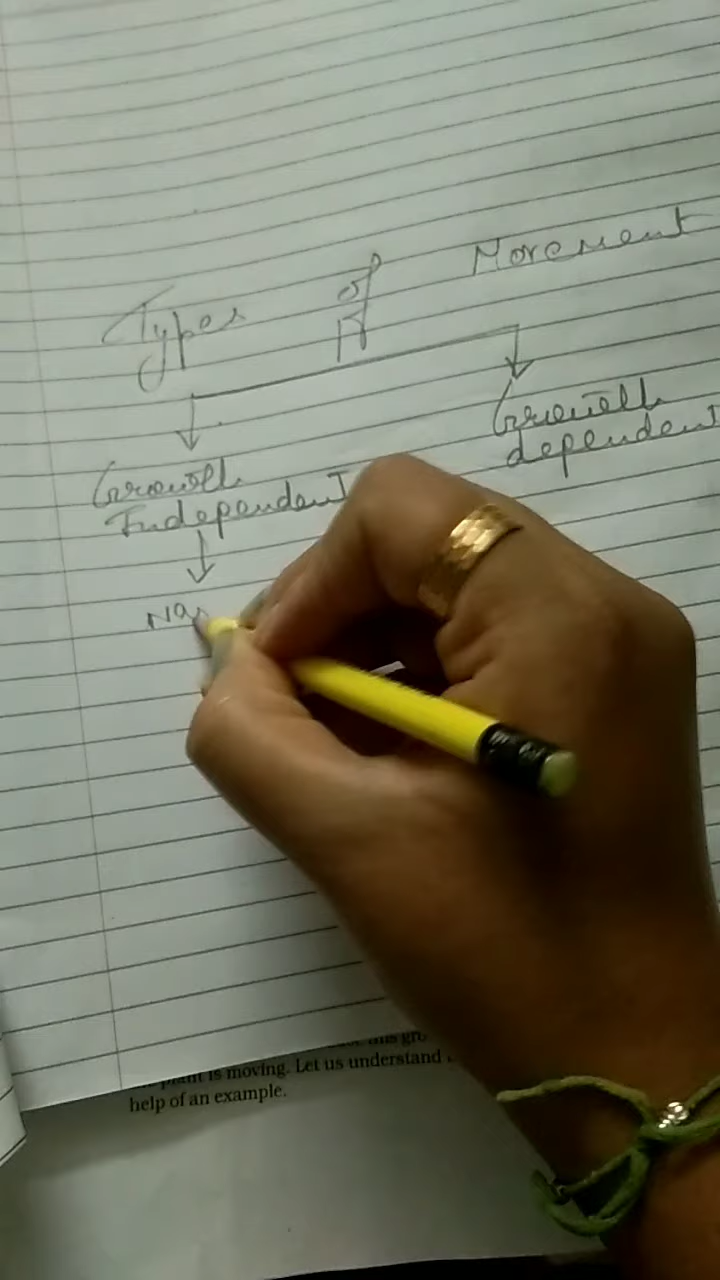 Types of Movement
Growth
dependent
Growth
Independent
Na
plant is moving. Let us understand
help of an example.